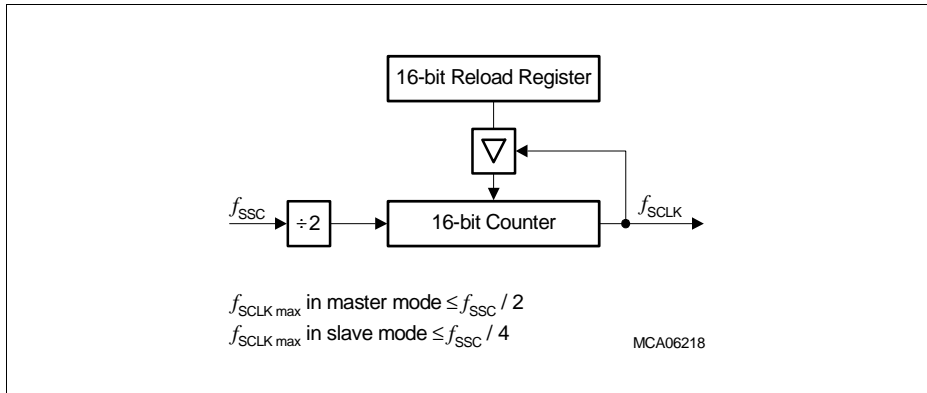 16-bit Reload Register
fSSC
÷2
16-bit Counter
fSCLK
fSCLK max in master mode ≤ fSSC / 2
fSCLK max in slave mode ≤ fSSC / 4
MCA06218